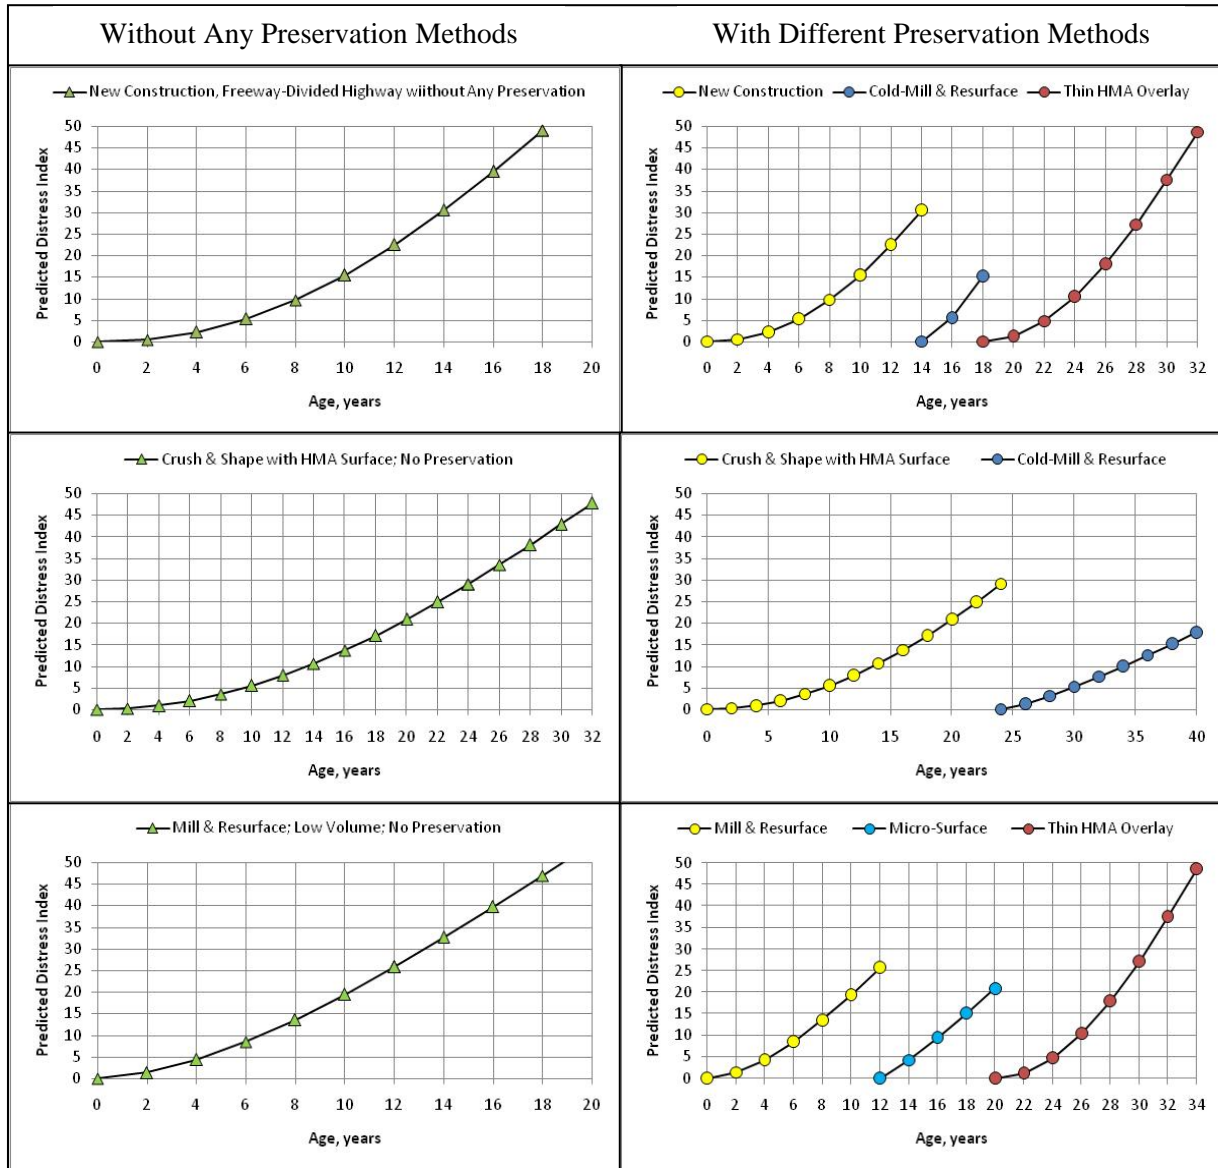 Without Any Preservation Methods
With Different Preservation Methods
New Construction, Freeway-Divided Highway wiithout Any Preservation
Predicted Distress Index
50
45
40
35
30
25
20
15
10
5
0
0 2 4 6 8 10 12 14 16 18 20
Age, years
New Construction Cold-Mill & Resurface Thin HMA Overlay
Predicted Distress Index
50
45
40
35
30
25
20
15
10
5
0
0 2 4 6 8 10 12 14 16 18 20 22 24 26 28 30 32
Age, years
Crush & Shape with HMA Surface; No Preservation
Predicted Distress Index
50
45
40
35
30
25
20
15
10
5
0
0 2 4 6 8 10 12 14 16 18 20 22 24 26 28 30 32
Age, years
Crush & Shape with HMA Surface Cold-Mill & Resurface
Predicted Distress Index
50
45
40
35
30
25
20
15
10
5
0
0 5 10 15 20 25 30 35 40
Age, years
Mill & Resurface; Low Volume; No Preservation
Predicted Distress Index
50
45
40
35
30
25
20
15
10
5
0
0 2 4 6 8 10 12 14 16 18 20
Age, years
Mill & Resurface Micro-Surface Thin HMA Overlay
Predicted Distress Index
50
45
40
35
30
25
20
15
10
5
0
0 2 4 6 8 10 12 14 16 18 20 22 24 26 28 30 32 34
Age, years